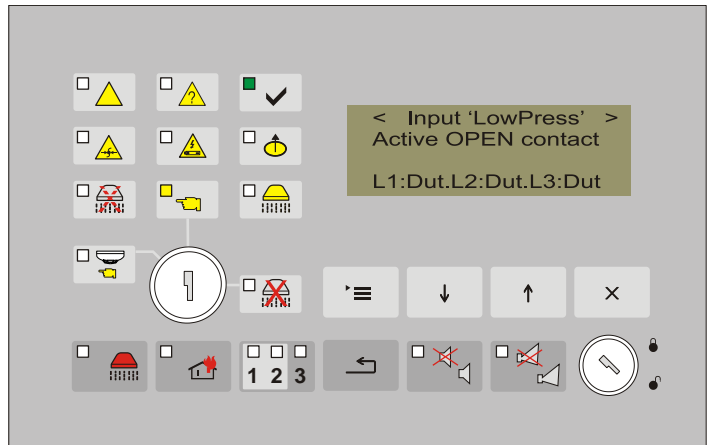 ?
< Input ‘LowPress’ >
Active OPEN contact
L1:Dut.L2:Dut.L3:Dut
1 2 3